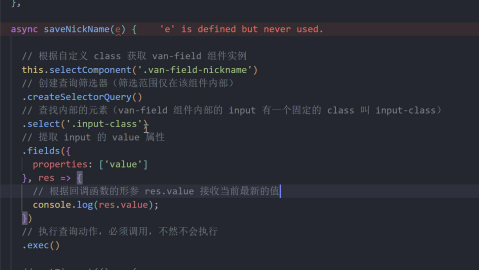 },
async saveNickName(e) {    'e' is defined but never used.
// 根据自定义 class 获取 van-field 组件实例
this.selectComponent('.van-field-nickname')
// 创建查询筛选器（筛选范围仅在该组件内部）
.createSelectorQuery()
// 查找内部的元素（van-field 组件内部的 input 有一个固定的 class 叫 input-class）
.select('.input-class')
// 提取 input 的 value 属性
.fields({
properties: ['value']
}, res => {
// 根据回调函数的形参 res.value 接收当前最新的值
console.log(res.value);
})
// 执行查询动作，必须调用，不然不会执行
.exec()